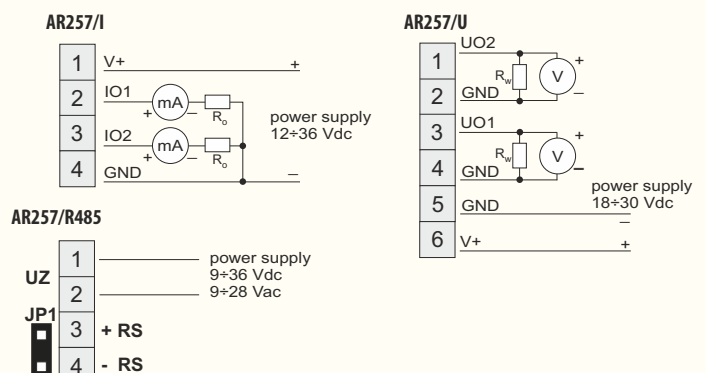 AR257/I
1 V+ +
2 IO1 mA + − Ro
3 IO2 mA + − Ro
4 GND −
power supply
12÷36 Vdc
AR257/U
1 UO2 +
Rw V
2 GND −
3 UO1 +
Rw V
4 GND −
5 GND −
6 V+ +
power supply
18÷30 Vdc
AR257/R485
UZ
1
2
power supply
9÷36 Vdc
9÷28 Vac
JP1
3 + RS
4 - RS